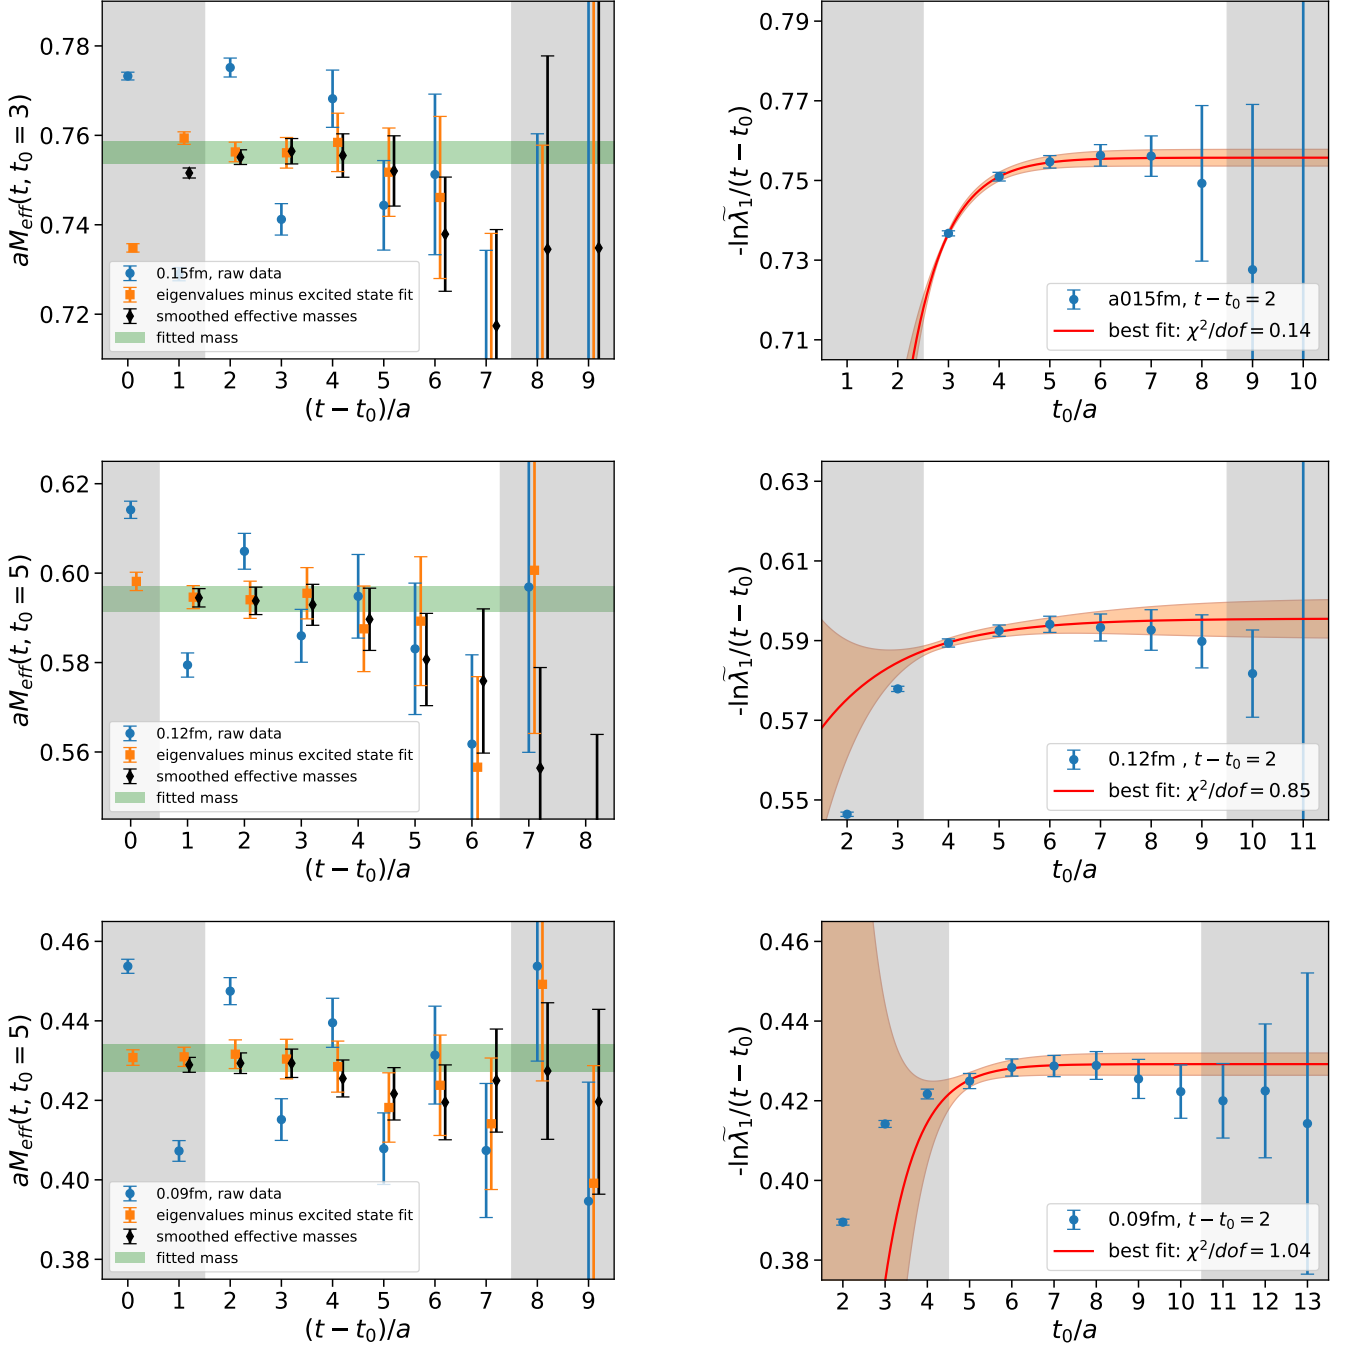 0.78
0.76
0.74
0.72
aM_eff(t, t_0 = 3)
0.15fm, raw data
eigenvalues minus excited state fit
smoothed effective masses
fitted mass
0 1 2 3 4 5 6 7 8 9
(t − t_0)/a
0.79
0.77
0.75
0.73
0.71
-lnλ̃_1/(t − t_0)
a015fm, t − t_0 = 2
best fit: χ²/dof = 0.14
1 2 3 4 5 6 7 8 9 10
t_0/a
0.62
0.60
0.58
0.56
aM_eff(t, t_0 = 5)
0.12fm, raw data
eigenvalues minus excited state fit
smoothed effective masses
fitted mass
0 1 2 3 4 5 6 7 8
(t − t_0)/a
0.63
0.61
0.59
0.57
0.55
-lnλ̃_1/(t − t_0)
0.12fm , t − t_0 = 2
best fit: χ²/dof = 0.85
2 3 4 5 6 7 8 9 10 11
t_0/a
0.46
0.44
0.42
0.40
0.38
aM_eff(t, t_0 = 5)
0.09fm, raw data
eigenvalues minus excited state fit
smoothed effective masses
fitted mass
0 1 2 3 4 5 6 7 8 9
(t − t_0)/a
0.46
0.44
0.42
0.40
0.38
-lnλ̃_1/(t − t_0)
0.09fm, t − t_0 = 2
best fit: χ²/dof = 1.04
2 3 4 5 6 7 8 9 10 11 12 13
t_0/a